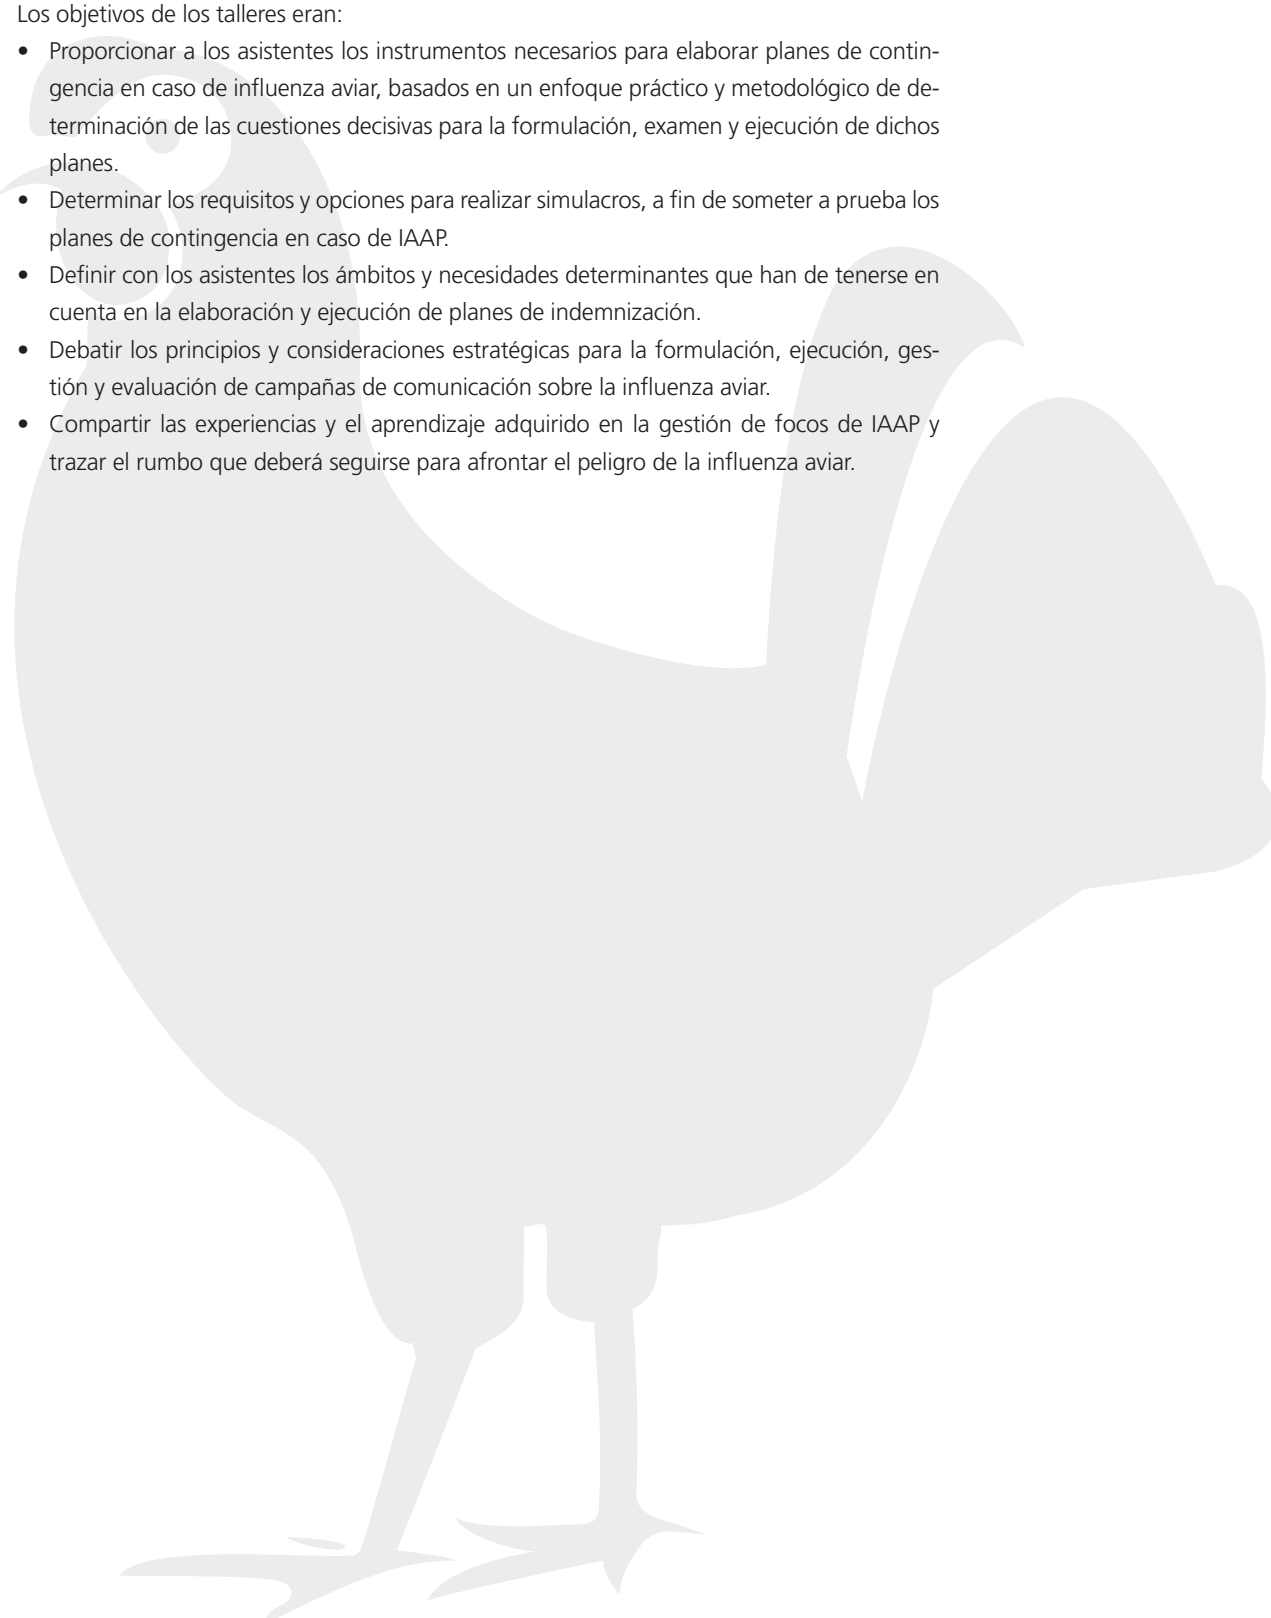 Los objetivos de los talleres eran:
• Proporcionar a los asistentes los instrumentos necesarios para elaborar planes de contin-
gencia en caso de influenza aviar, basados en un enfoque práctico y metodológico de de-
terminación de las cuestiones decisivas para la formulación, examen y ejecución de dichos
planes.
• Determinar los requisitos y opciones para realizar simulacros, a fin de someter a prueba los
planes de contingencia en caso de IAAP.
• Definir con los asistentes los ámbitos y necesidades determinantes que han de tenerse en
cuenta en la elaboración y ejecución de planes de indemnización.
• Debatir los principios y consideraciones estratégicas para la formulación, ejecución, ges-
tión y evaluación de campañas de comunicación sobre la influenza aviar.
• Compartir las experiencias y el aprendizaje adquirido en la gestión de focos de IAAP y
trazar el rumbo que deberá seguirse para afrontar el peligro de la influenza aviar.